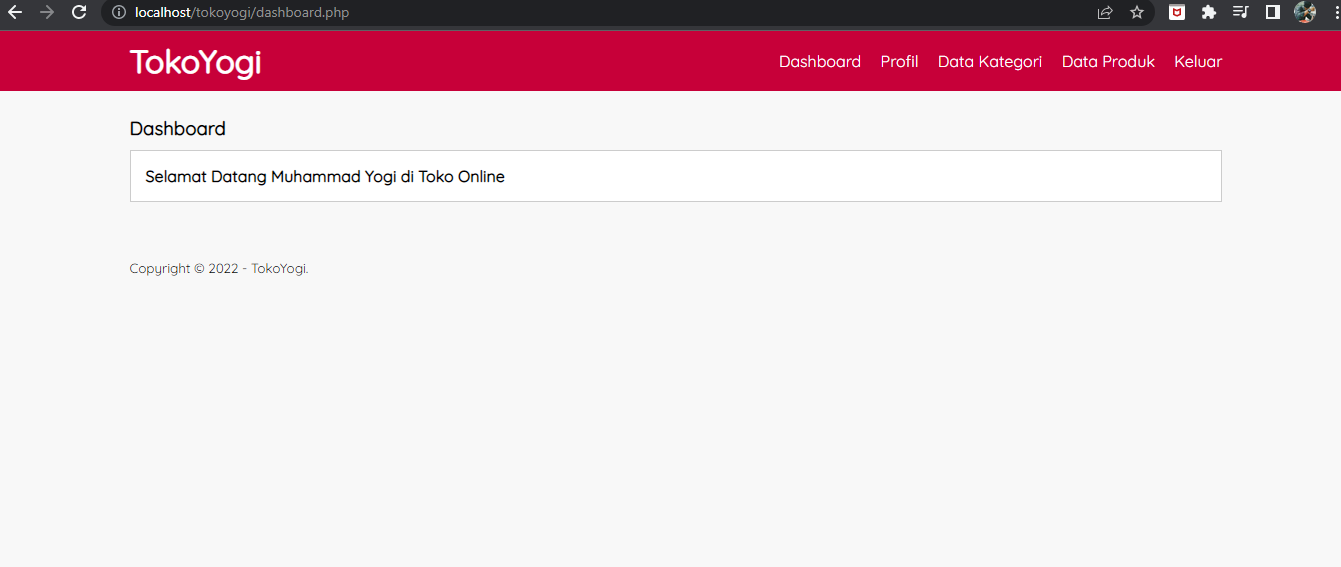 localhost/tokoyogi/dashboard.php
TokoYogi
Dashboard Profil Data Kategori Data Produk Keluar
Dashboard
Selamat Datang Muhammad Yogi di Toko Online
Copyright © 2022 - TokoYogi.